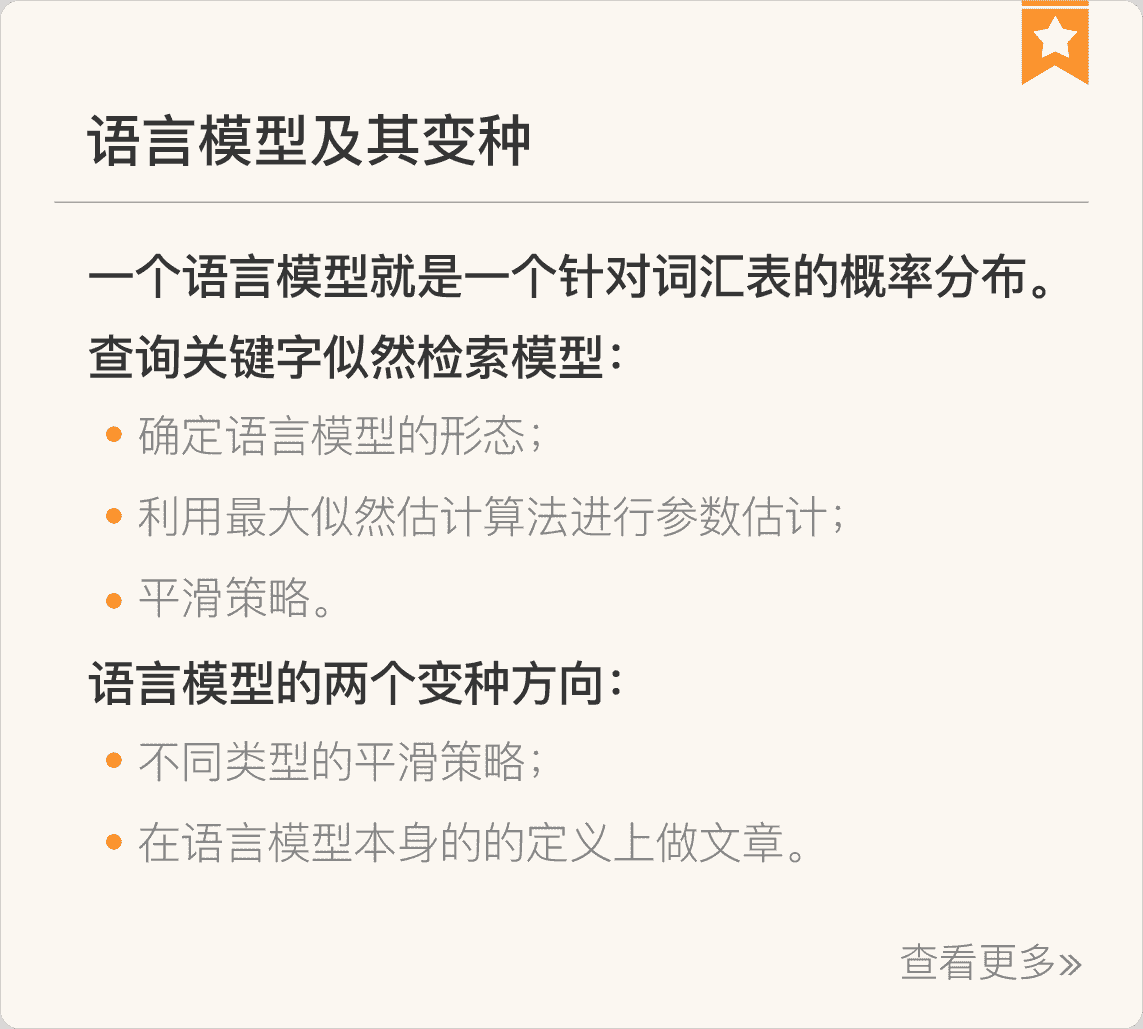 语言模型及其变种
一个语言模型就是一个针对词汇表的概率分布。
查询关键字似然检索模型：
确定语言模型的形态；
利用最大似然估计算法进行参数估计；
平滑策略。
语言模型的两个变种方向：
不同类型的平滑策略；
在语言模型本身的的定义上做文章。
查看更多»